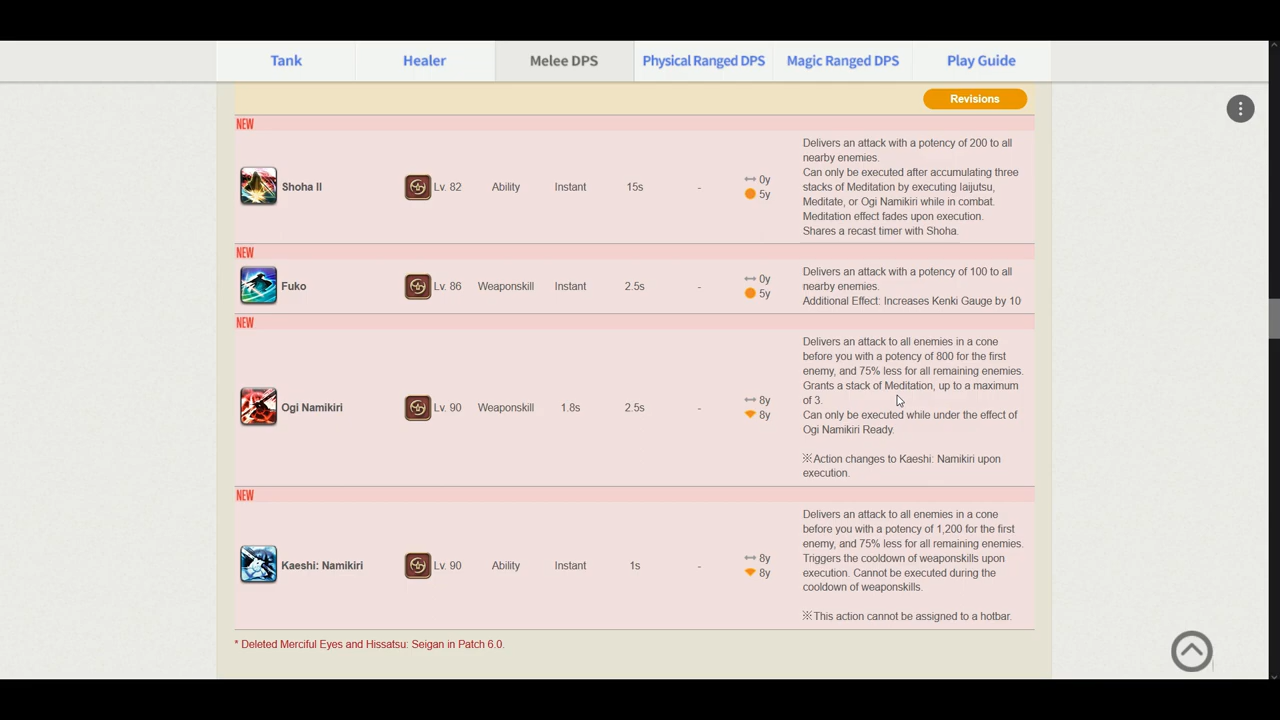 Tank Healer Melee DPS Physical Ranged DPS Magic Ranged DPS Play Guide
Revisions
NEW
Shoha II Lv. 82 Ability Instant 15s - 0y 5y
Delivers an attack with a potency of 200 to all
nearby enemies.
Can only be executed after accumulating three
stacks of Meditation by executing Iaijutsu,
Meditate, or Ogi Namikiri while in combat.
Meditation effect fades upon execution.
Shares a recast timer with Shoha.
NEW
Fuko Lv. 86 Weaponskill Instant 2.5s - 0y 5y
Delivers an attack with a potency of 100 to all
nearby enemies.
Additional Effect: Increases Kenki Gauge by 10
NEW
Ogi Namikiri Lv. 90 Weaponskill 1.8s 2.5s - 8y 8y
Delivers an attack to all enemies in a cone
before you with a potency of 800 for the first
enemy, and 75% less for all remaining enemies.
Grants a stack of Meditation, up to a maximum
of 3.
Can only be executed while under the effect of
Ogi Namikiri Ready.
※Action changes to Kaeshi: Namikiri upon
execution.
NEW
Kaeshi: Namikiri Lv. 90 Ability Instant 1s - 8y 8y
Delivers an attack to all enemies in a cone
before you with a potency of 1,200 for the first
enemy, and 75% less for all remaining enemies.
Triggers the cooldown of weaponskills upon
execution. Cannot be executed during the
cooldown of weaponskills.
※This action cannot be assigned to a hotbar.
* Deleted Merciful Eyes and Hissatsu: Seigan in Patch 6.0.